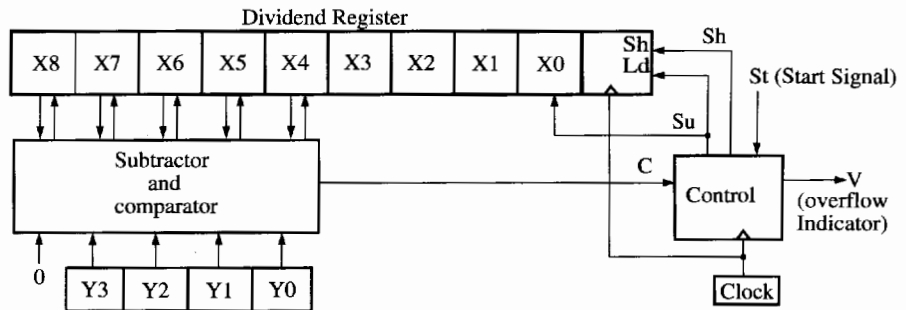 Dividend Register
X8 X7 X6 X5 X4 X3 X2 X1 X0 Sh
Ld
Sh
St (Start Signal)
Su
Subtractor
and
comparator
C
Control
V
(overflow
Indicator)
0
Y3 Y2 Y1 Y0
Clock